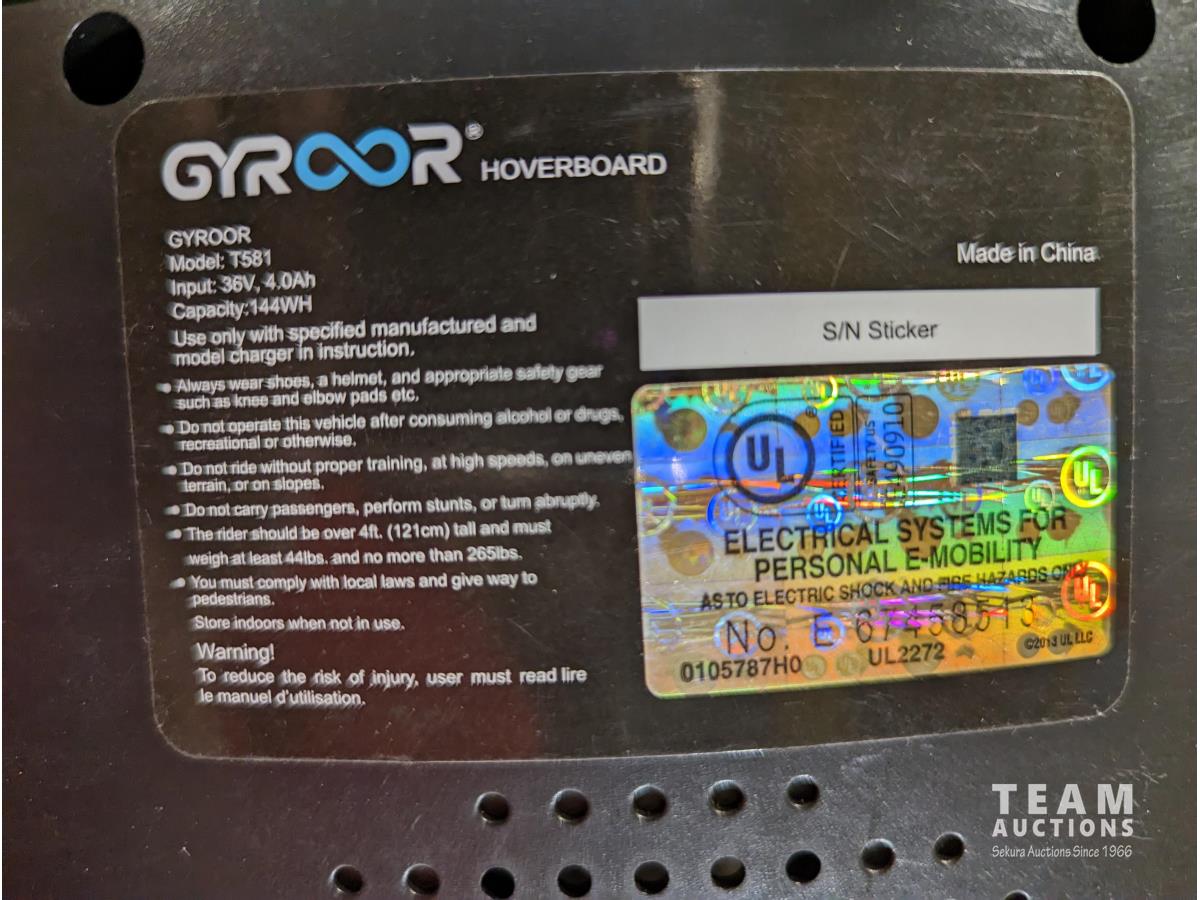 GYROOR® HOVERBOARD
GYROOR
Model: T581
Input: 36V, 4.0Ah
Capacity:144WH
Use only with specified manufactured and
model charger in instruction.
• Always wear shoes, a helmet, and appropriate safety gear
such as knee and elbow pads etc.
• Do not operate this vehicle after consuming alcohol or drugs,
recreational or otherwise.
• Do not ride without proper training, at high speeds, on uneven
terrain, or on slopes.
• Do not carry passengers, perform stunts, or turn abruptly.
• The rider should be over 4ft. (121cm) tall and must
weigh at least 44lbs. and no more than 265lbs.
• You must comply with local laws and give way to
pedestrians.
Store indoors when not in use.
Warning!
To reduce the risk of injury, user must read lire
le manuel d'utilisation.
Made in China
S/N Sticker
UL
CERTIFIED
SAFETY US
ELECTRICAL SYSTEMS FOR
PERSONAL E-MOBILITY
AS TO ELECTRIC SHOCK AND FIRE HAZARDS ONLY
No. E 67458513
©2013 UL LLC
0105787H0
UL2272
TEAM
AUCTIONS
Sekura Auctions Since 1966